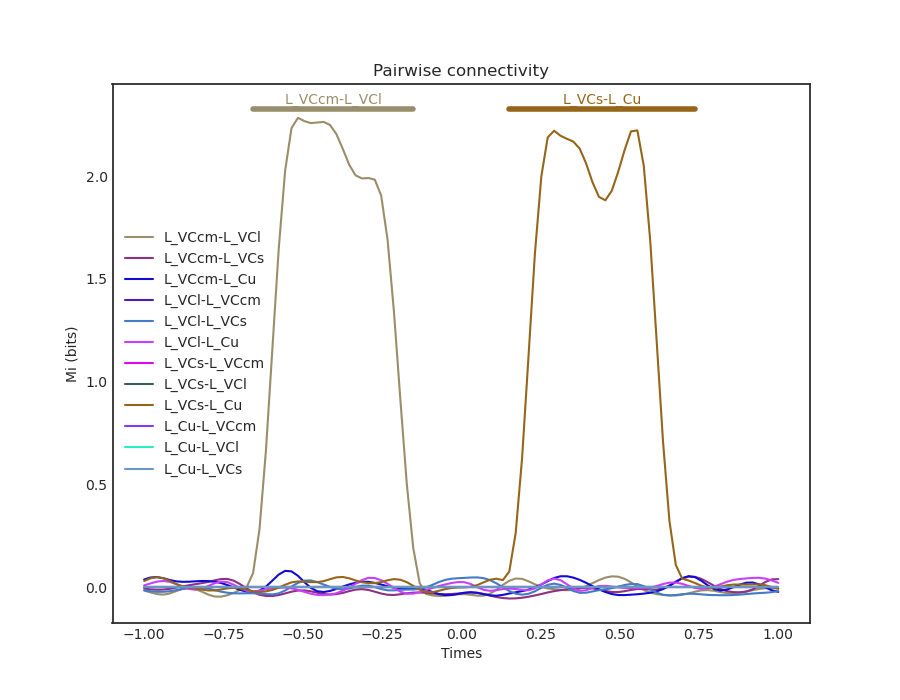 Pairwise connectivity
L_VCcm-L_VCl
L_VCs-L_Cu
Mi (bits)
2.0
1.5
1.0
0.5
0.0
L_VCcm-L_VCl
L_VCcm-L_VCs
L_VCcm-L_Cu
L_VCl-L_VCcm
L_VCl-L_VCs
L_VCl-L_Cu
L_VCs-L_VCcm
L_VCs-L_VCl
L_VCs-L_Cu
L_Cu-L_VCcm
L_Cu-L_VCl
L_Cu-L_VCs
−1.00 −0.75 −0.50 −0.25 0.00 0.25 0.50 0.75 1.00
Times